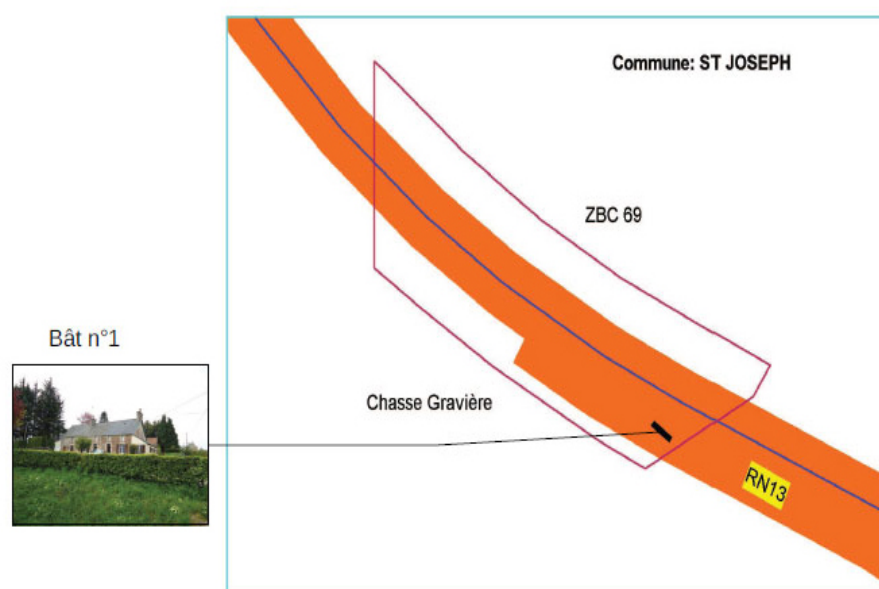 Commune: ST JOSEPH
ZBC 69
Bât n°1
Chasse Gravière
RN13